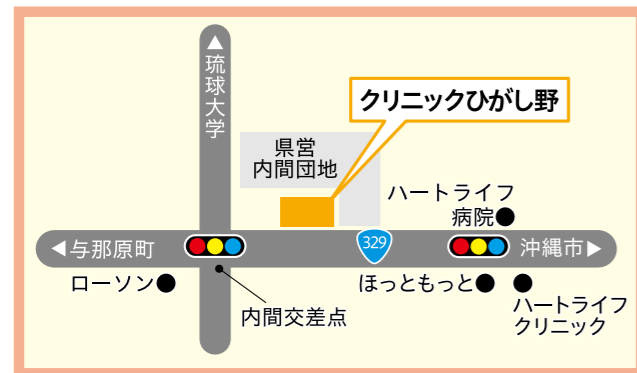 ▲琉球大学
クリニックひがし野
県営
内間団地
ハートライフ
病院●
◀与那原町
329
沖縄市▶
ローソン●
ほっともっと●
内間交差点
ハートライフ
クリニック